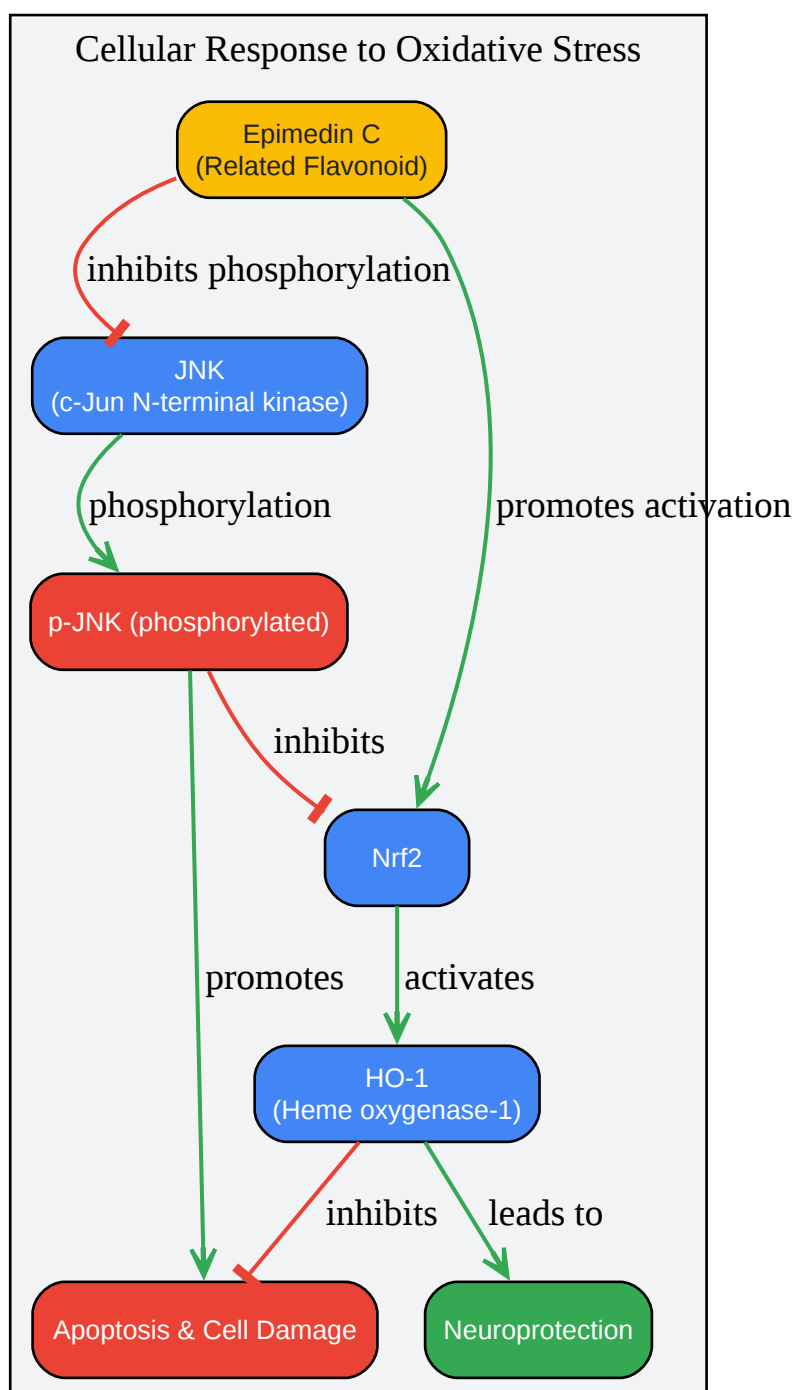 Cellular Response to Oxidative Stress
Epimedin C
(Related Flavonoid)
inhibits phosphorylation
JNK
(c-Jun N-terminal kinase)
phosphorylation
promotes activation
p-JNK (phosphorylated)
inhibits
Nrf2
promotes
activates
HO-1
(Heme oxygenase-1)
inhibits
leads to
Apoptosis & Cell Damage
Neuroprotection